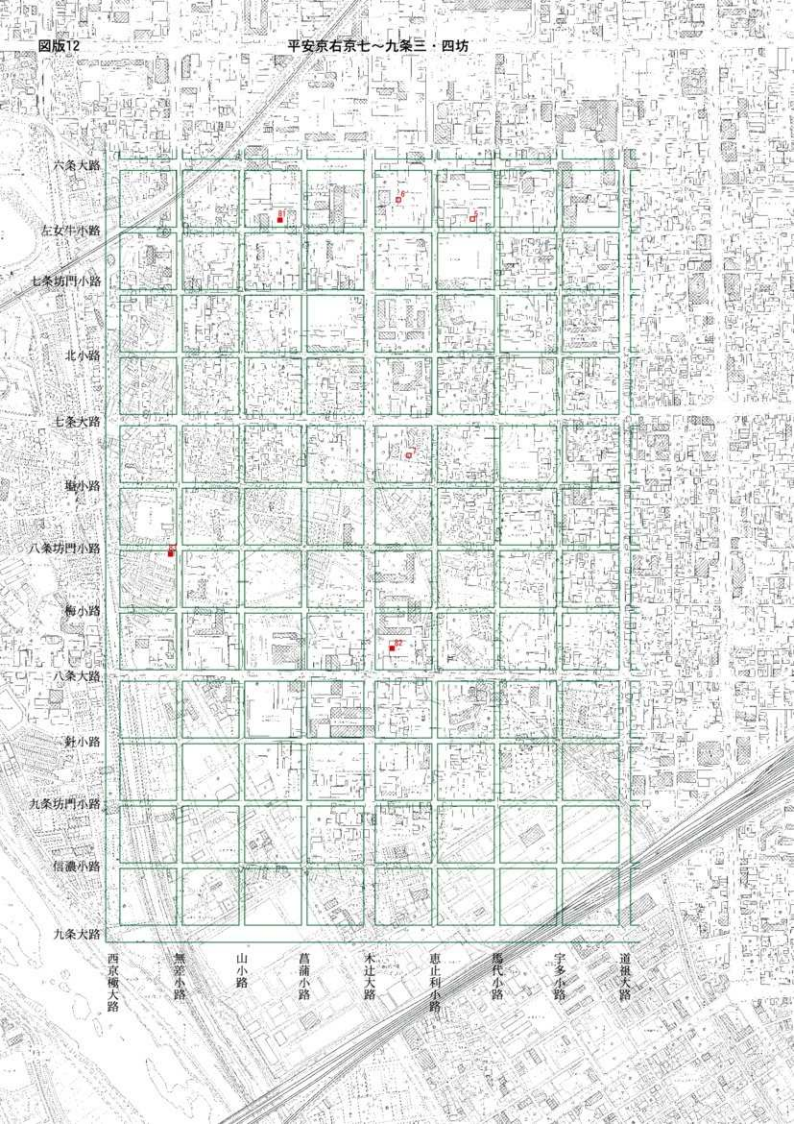 図版12
平安京右京七～九条三・四坊
六条大路
左女牛小路
七条坊門小路
北小路
七条大路
塩小路
八条坊門小路
梅小路
八条大路
針小路
九条坊門小路
信濃小路
九条大路
西京極大路
無差小路
山小路
菖蒲小路
木辻大路
恵止利小路
馬代小路
宇多小路
道祖大路
81
6
5
7
82